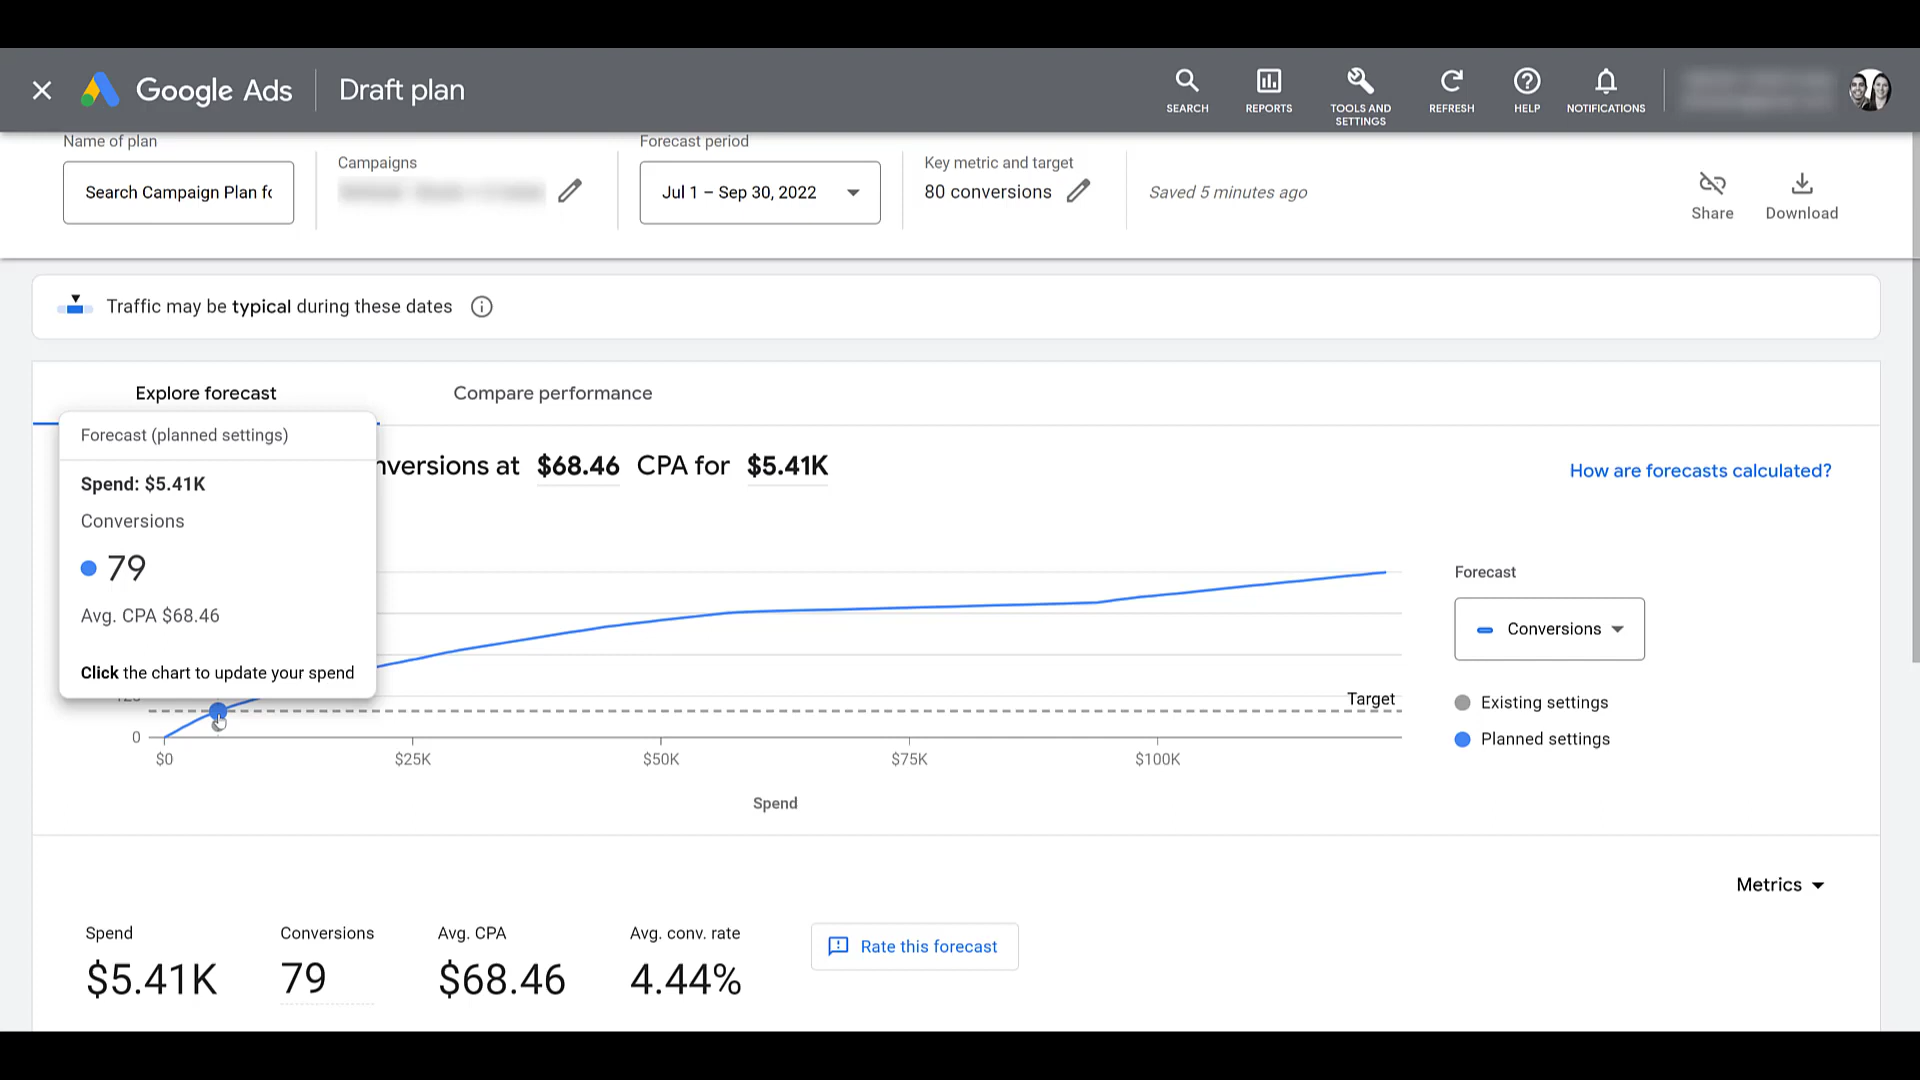 Google Ads
Draft plan
SEARCH
REPORTS
TOOLS AND
SETTINGS
REFRESH
HELP
NOTIFICATIONS
Name of plan
Search Campaign Plan fo
Campaigns
Forecast period
Jul 1 – Sep 30, 2022
Key metric and target
80 conversions
Saved 5 minutes ago
Share
Download
Traffic may be typical during these dates
Explore forecast
Compare performance
Forecast (planned settings)
Spend: $5.41K
Conversions
79
Avg. CPA $68.46
Click the chart to update your spend
nversions at $68.46 CPA for $5.41K
How are forecasts calculated?
Target
0
$0
$25K
$50K
$75K
$100K
Spend
Forecast
Conversions
Existing settings
Planned settings
Metrics
Spend
$5.41K
Conversions
79
Avg. CPA
$68.46
Avg. conv. rate
4.44%
Rate this forecast